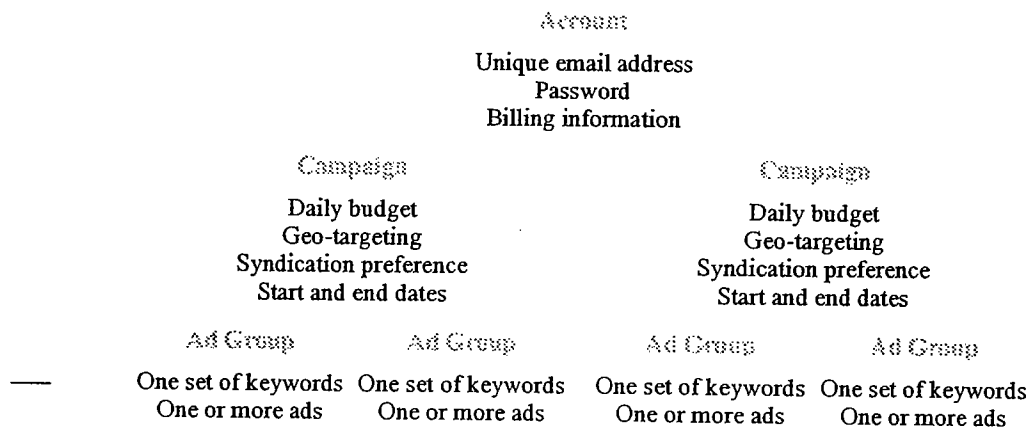 Account
Unique email address
Password
Billing information
Campaign Campaign
Daily budget Daily budget
Geo-targeting Geo-targeting
Syndication preference Syndication preference
Start and end dates Start and end dates
Ad Group Ad Group Ad Group Ad Group
One set of keywords One set of keywords One set of keywords One set of keywords
One or more ads One or more ads One or more ads One or more ads